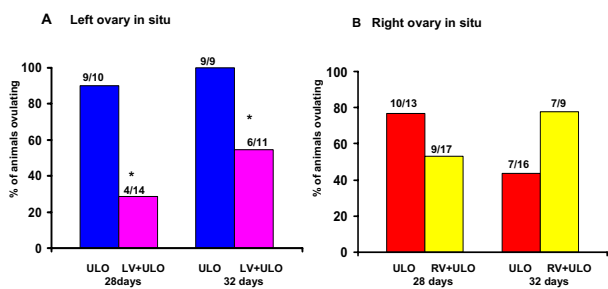 A Left ovary in situ
% of animals ovulating
100
80
60
40
20
0
9/10
*
4/14
9/9
*
6/11
ULO LV+ULO ULO LV+ULO
28days 32 days
B Right ovary in situ
% of animals ovulating
100
80
60
40
20
0
10/13
9/17
7/16
7/9
ULO RV+ULO ULO RV+ULO
28 days 32 days